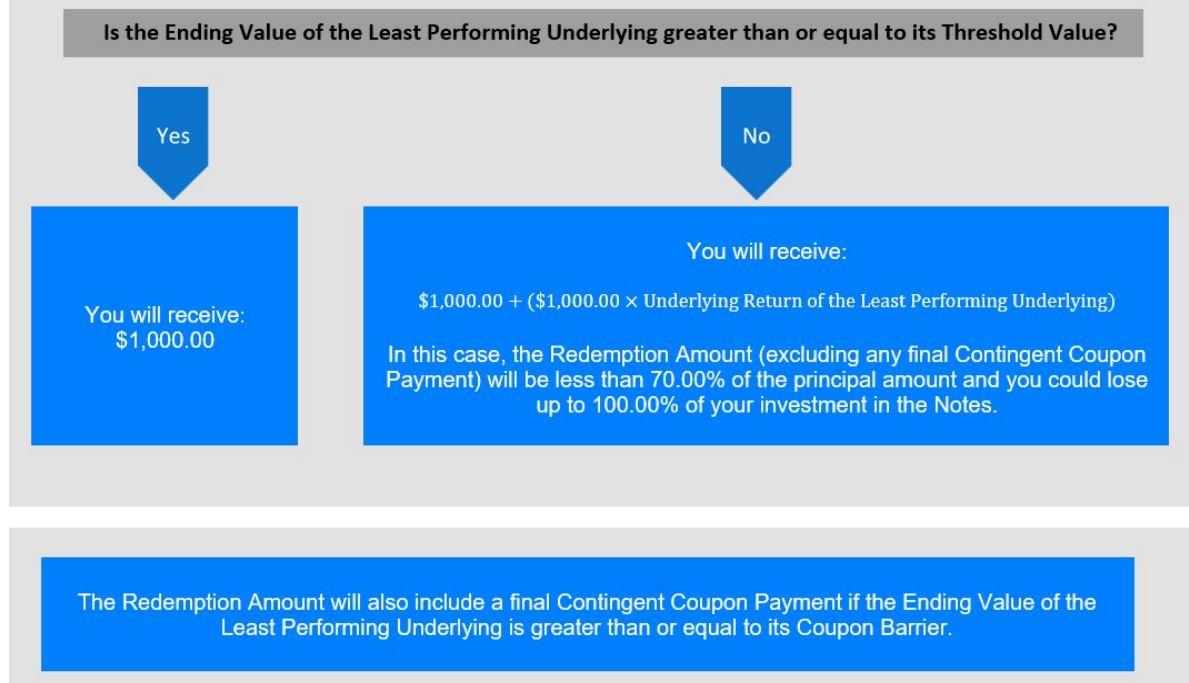 Is the Ending Value of the Least Performing Underlying greater than or equal to its Threshold Value?
Yes
No
You will receive:
$1,000.00
You will receive:
$1,000.00 + ($1,000.00 × Underlying Return of the Least Performing Underlying)
In this case, the Redemption Amount (excluding any final Contingent Coupon
Payment) will be less than 70.00% of the principal amount and you could lose
up to 100.00% of your investment in the Notes.
The Redemption Amount will also include a final Contingent Coupon Payment if the Ending Value of the
Least Performing Underlying is greater than or equal to its Coupon Barrier.